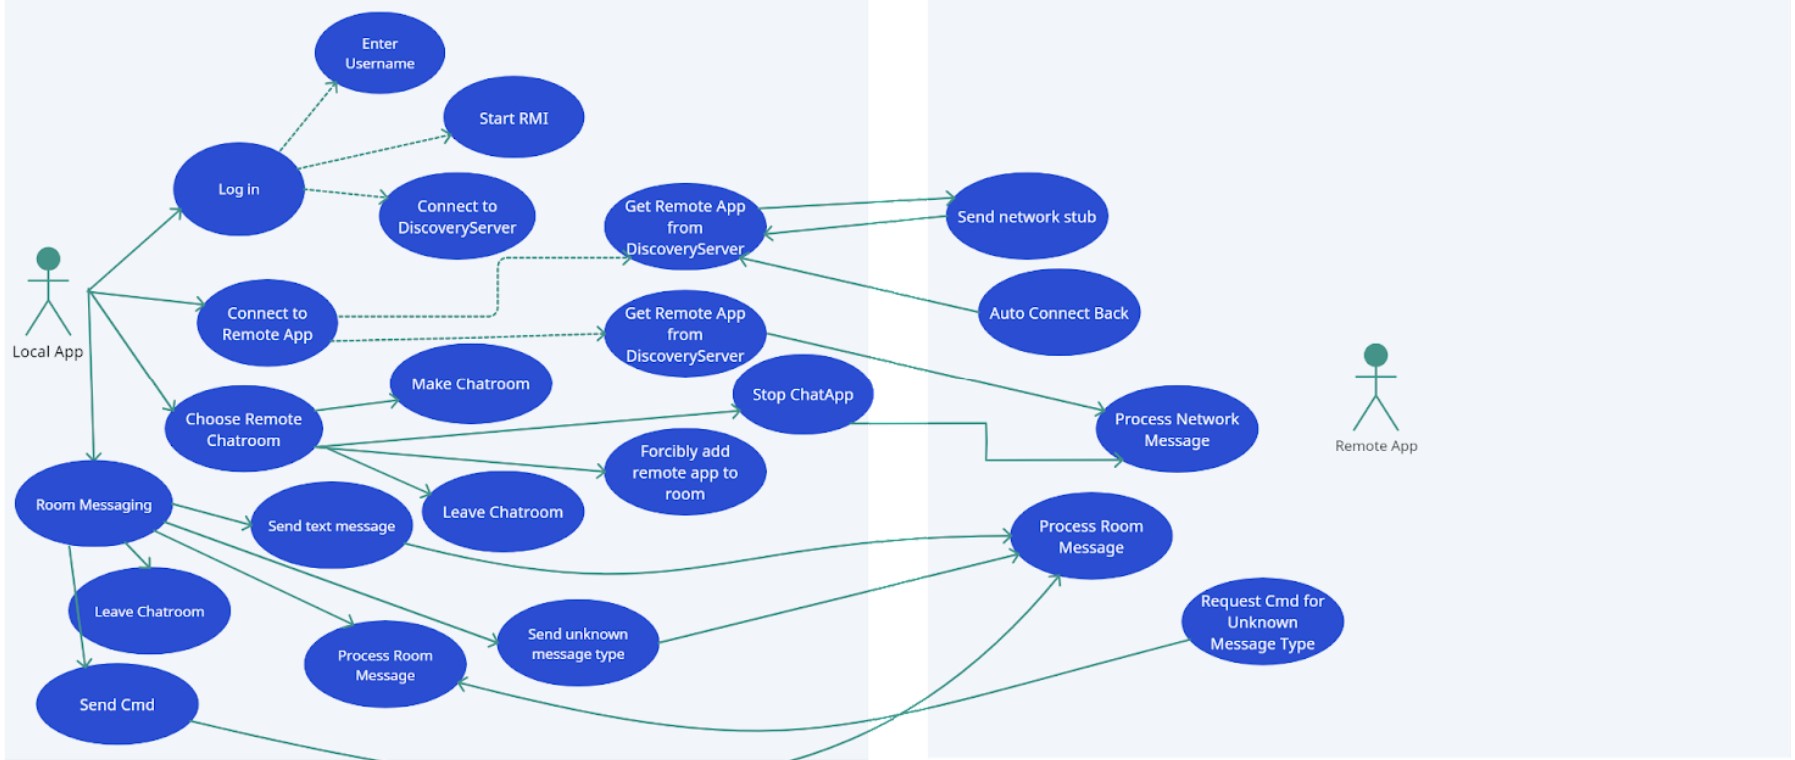 Enter
Username
Start RMI
Log in
Connect to
DiscoveryServer
Get Remote App
from
DiscoveryServer
Send network stub
Local App
Connect to
Remote App
Get Remote App
from
DiscoveryServer
Auto Connect Back
Make Chatroom
Stop ChatApp
Choose Remote
Chatroom
Process Network
Message
Remote App
Forcibly add
remote app to
room
Room Messaging
Send text message
Leave Chatroom
Process Room
Message
Leave Chatroom
Process Room
Message
Send unknown
message type
Request Cmd for
Unknown
Message Type
Send Cmd